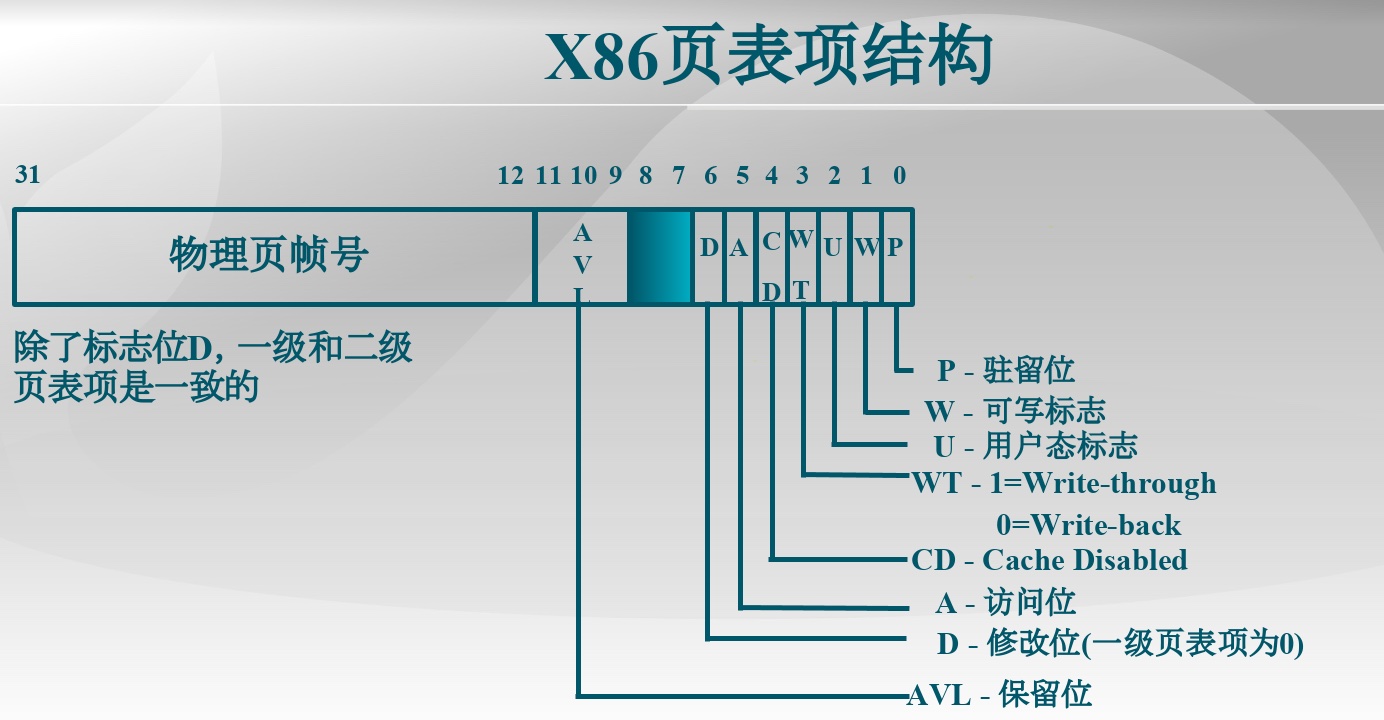 X86页表项结构
31 12 11 10 9 8 7 6 5 4 3 2 1 0
物理页帧号 AVL D A CD WT U W P
除了标志位D,一级和二级
页表项是一致的
P - 驻留位
W - 可写标志
U - 用户态标志
WT - 1=Write-through
0=Write-back
CD - Cache Disabled
A - 访问位
D - 修改位(一级页表项为0)
AVL - 保留位